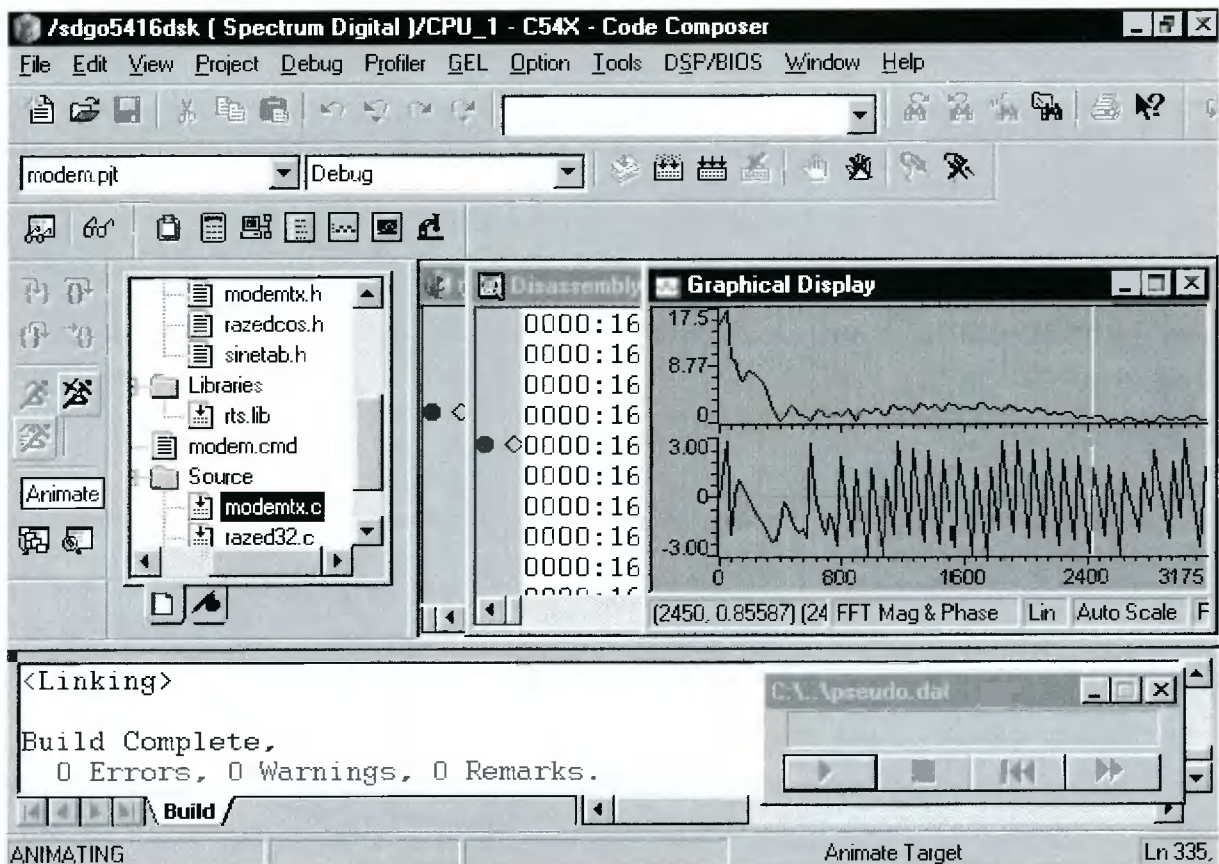 /sdgo5416dsk ( Spectrum Digital )/CPU_1 - C54X - Code Composer
File Edit View Project Debug Profiler GEL Option Tools DSP/BIOS Window Help
modem.pjt Debug
modemtx.h
razedcos.h
sinetab.h
Libraries
rts.lib
modem.cmd
Source
modemtx.c
razed32.c
Animate
Disassembly
0000:16
0000:16
0000:16
0000:16
0000:16
0000:16
0000:16
0000:16
0000:16
0000:16
Graphical Display
17.5
8.77
0
3.00
0
-3.00
0 800 1600 2400 3175
(2450, 0.85587) (24 FFT Mag & Phase Lin Auto Scale F
<Linking>
Build Complete,
0 Errors, 0 Warnings, 0 Remarks.
Build
C:\...\pseudo.dat
ANIMATING Animate Target Ln 335,